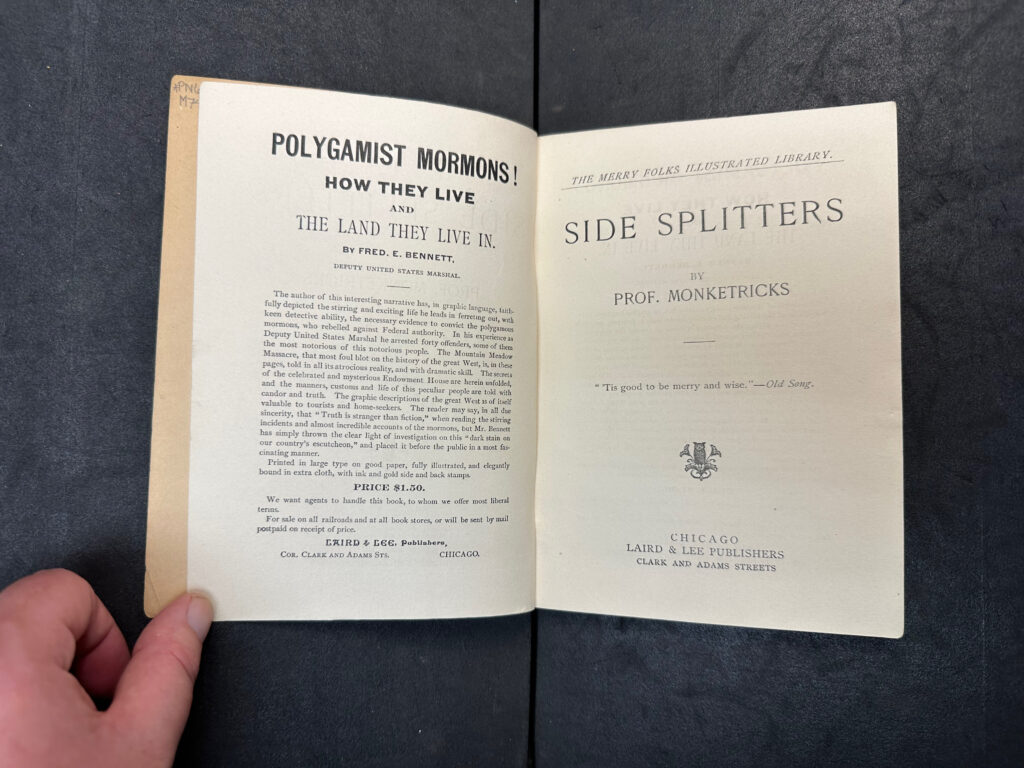 POLYGAMIST MORMONS!
HOW THEY LIVE
AND
THE LAND THEY LIVE IN.
BY FRED. E. BENNETT,
DEPUTY UNITED STATES MARSHAL.
The author of this interesting narrative has, in graphic language, faith-
fully depicted the stirring and exciting life he leads in ferreting out, with
keen detective ability, the necessary evidence to convict the polygamous
mormons, who rebelled against Federal authority. In his experience as
Deputy United States Marshal he arrested forty offenders, some of them
the most notorious of this notorious people. The Mountain Meadow
Massacre, that most foul blot on the history of the great West, is, in these
pages, told in all its atrocious reality, and with dramatic skill. The secrets
of the celebrated and mysterious Endowment House are herein unfolded,
and the manners, customs and life of this peculiar people are told with
candor and truth. The graphic descriptions of the great West is of itself
valuable to tourists and home-seekers. The reader may say, in all due
sincerity, that "Truth is stranger than fiction," when reading the stirring
incidents and almost incredible accounts of the mormons, but Mr. Bennett
has simply thrown the clear light of investigation on this "dark stain on
our country's escutcheon," and placed it before the public in a most fas-
cinating manner.
Printed in large type on good paper, fully illustrated, and elegantly
bound in extra cloth, with ink and gold side and back stamps.
PRICE $1.50.
We want agents to handle this book, to whom we offer most liberal
terms.
For sale on all railroads and at all book stores, or will be sent by mail
postpaid on receipt of price.
LAIRD & LEE, Publishers,
COR. CLARK AND ADAMS STS. CHICAGO.
THE MERRY FOLKS ILLUSTRATED LIBRARY.
SIDE SPLITTERS
BY
PROF. MONKETRICKS
"'Tis good to be merry and wise."—Old Song.
CHICAGO
LAIRD & LEE PUBLISHERS
CLARK AND ADAMS STREETS